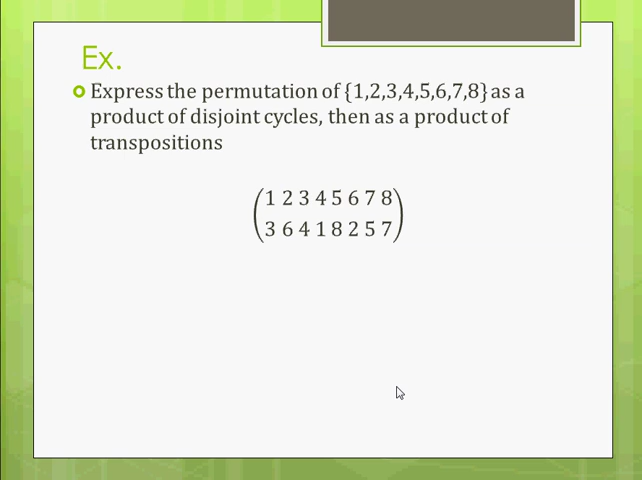 Ex.
Express the permutation of {1,2,3,4,5,6,7,8} as a
product of disjoint cycles, then as a product of
transpositions
1 2 3 4 5 6 7 8
3 6 4 1 8 2 5 7